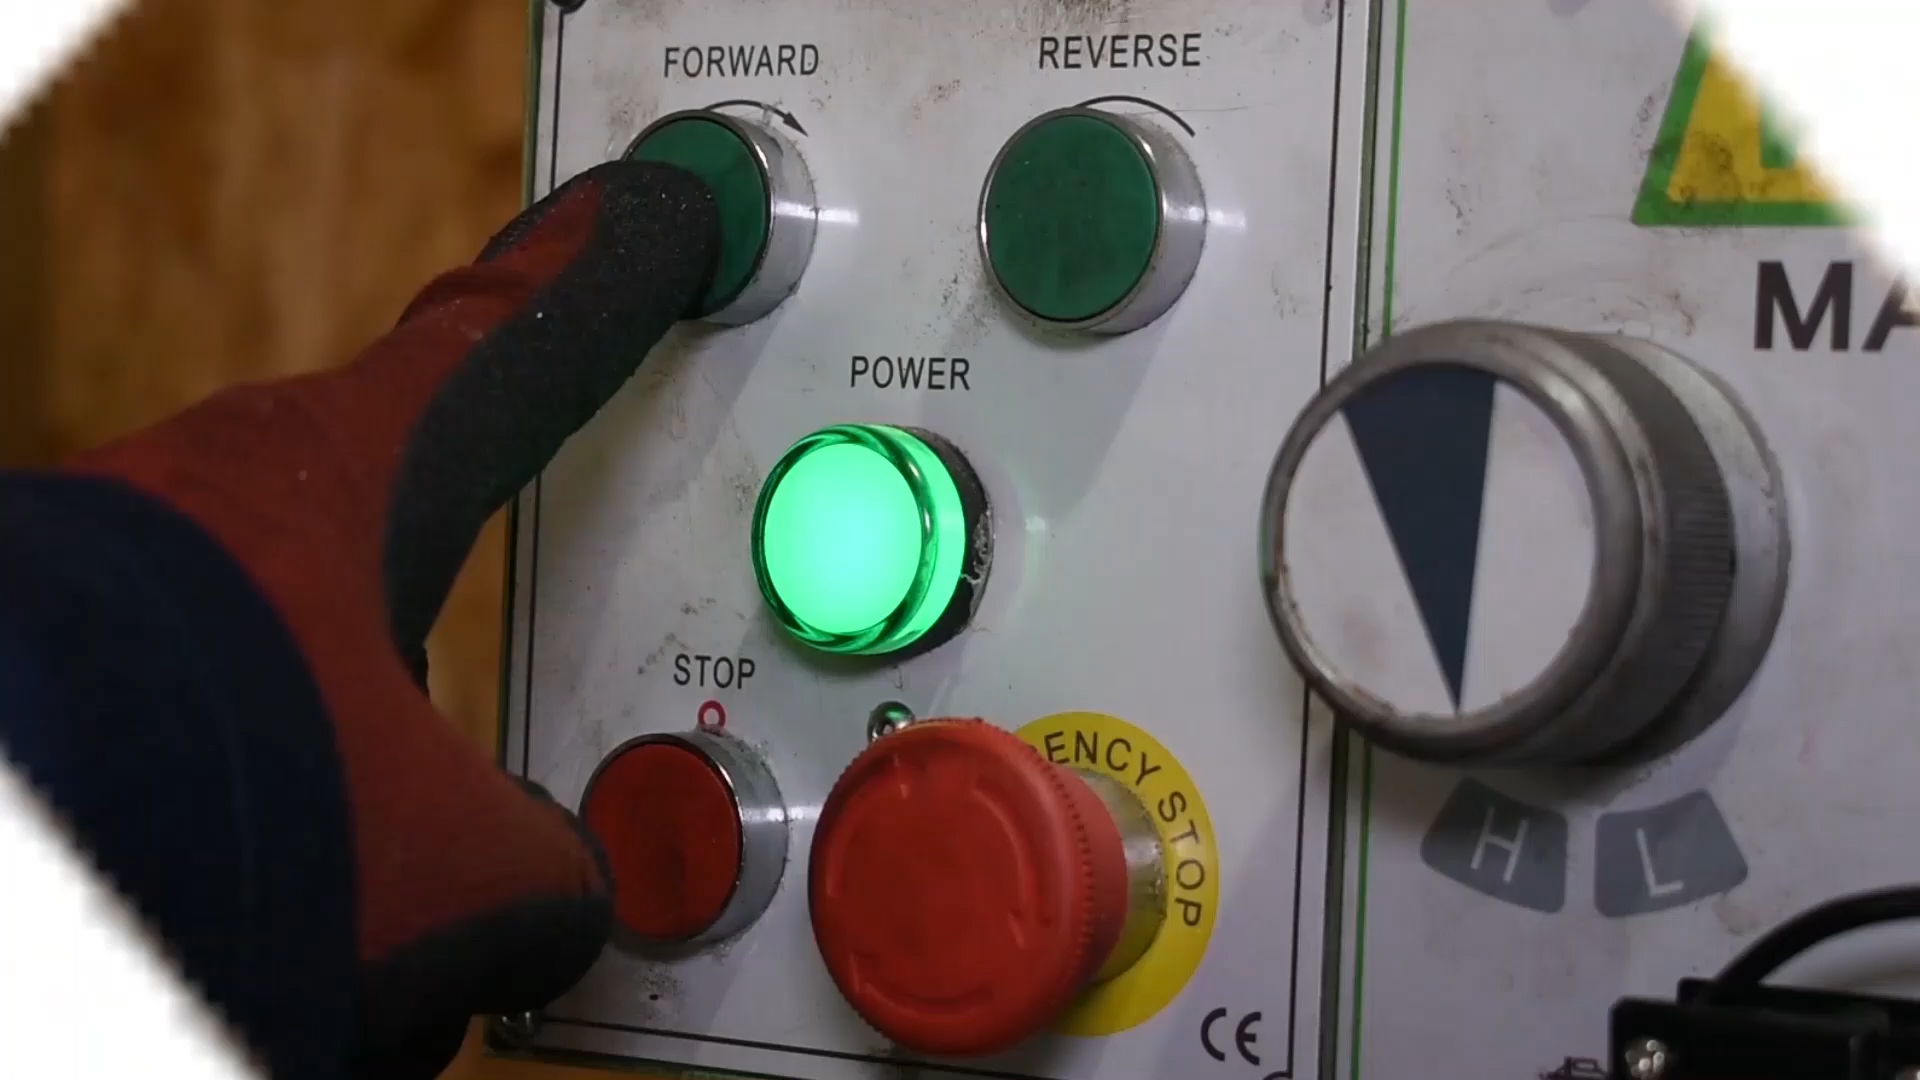 FORWARD
REVERSE
MA
POWER
STOP
ENCY STOP
H L
CE